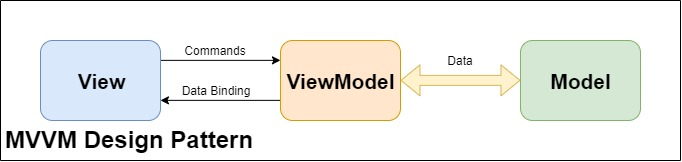 Commands
View
ViewModel
Data
Model
Data Binding
MVVM Design Pattern